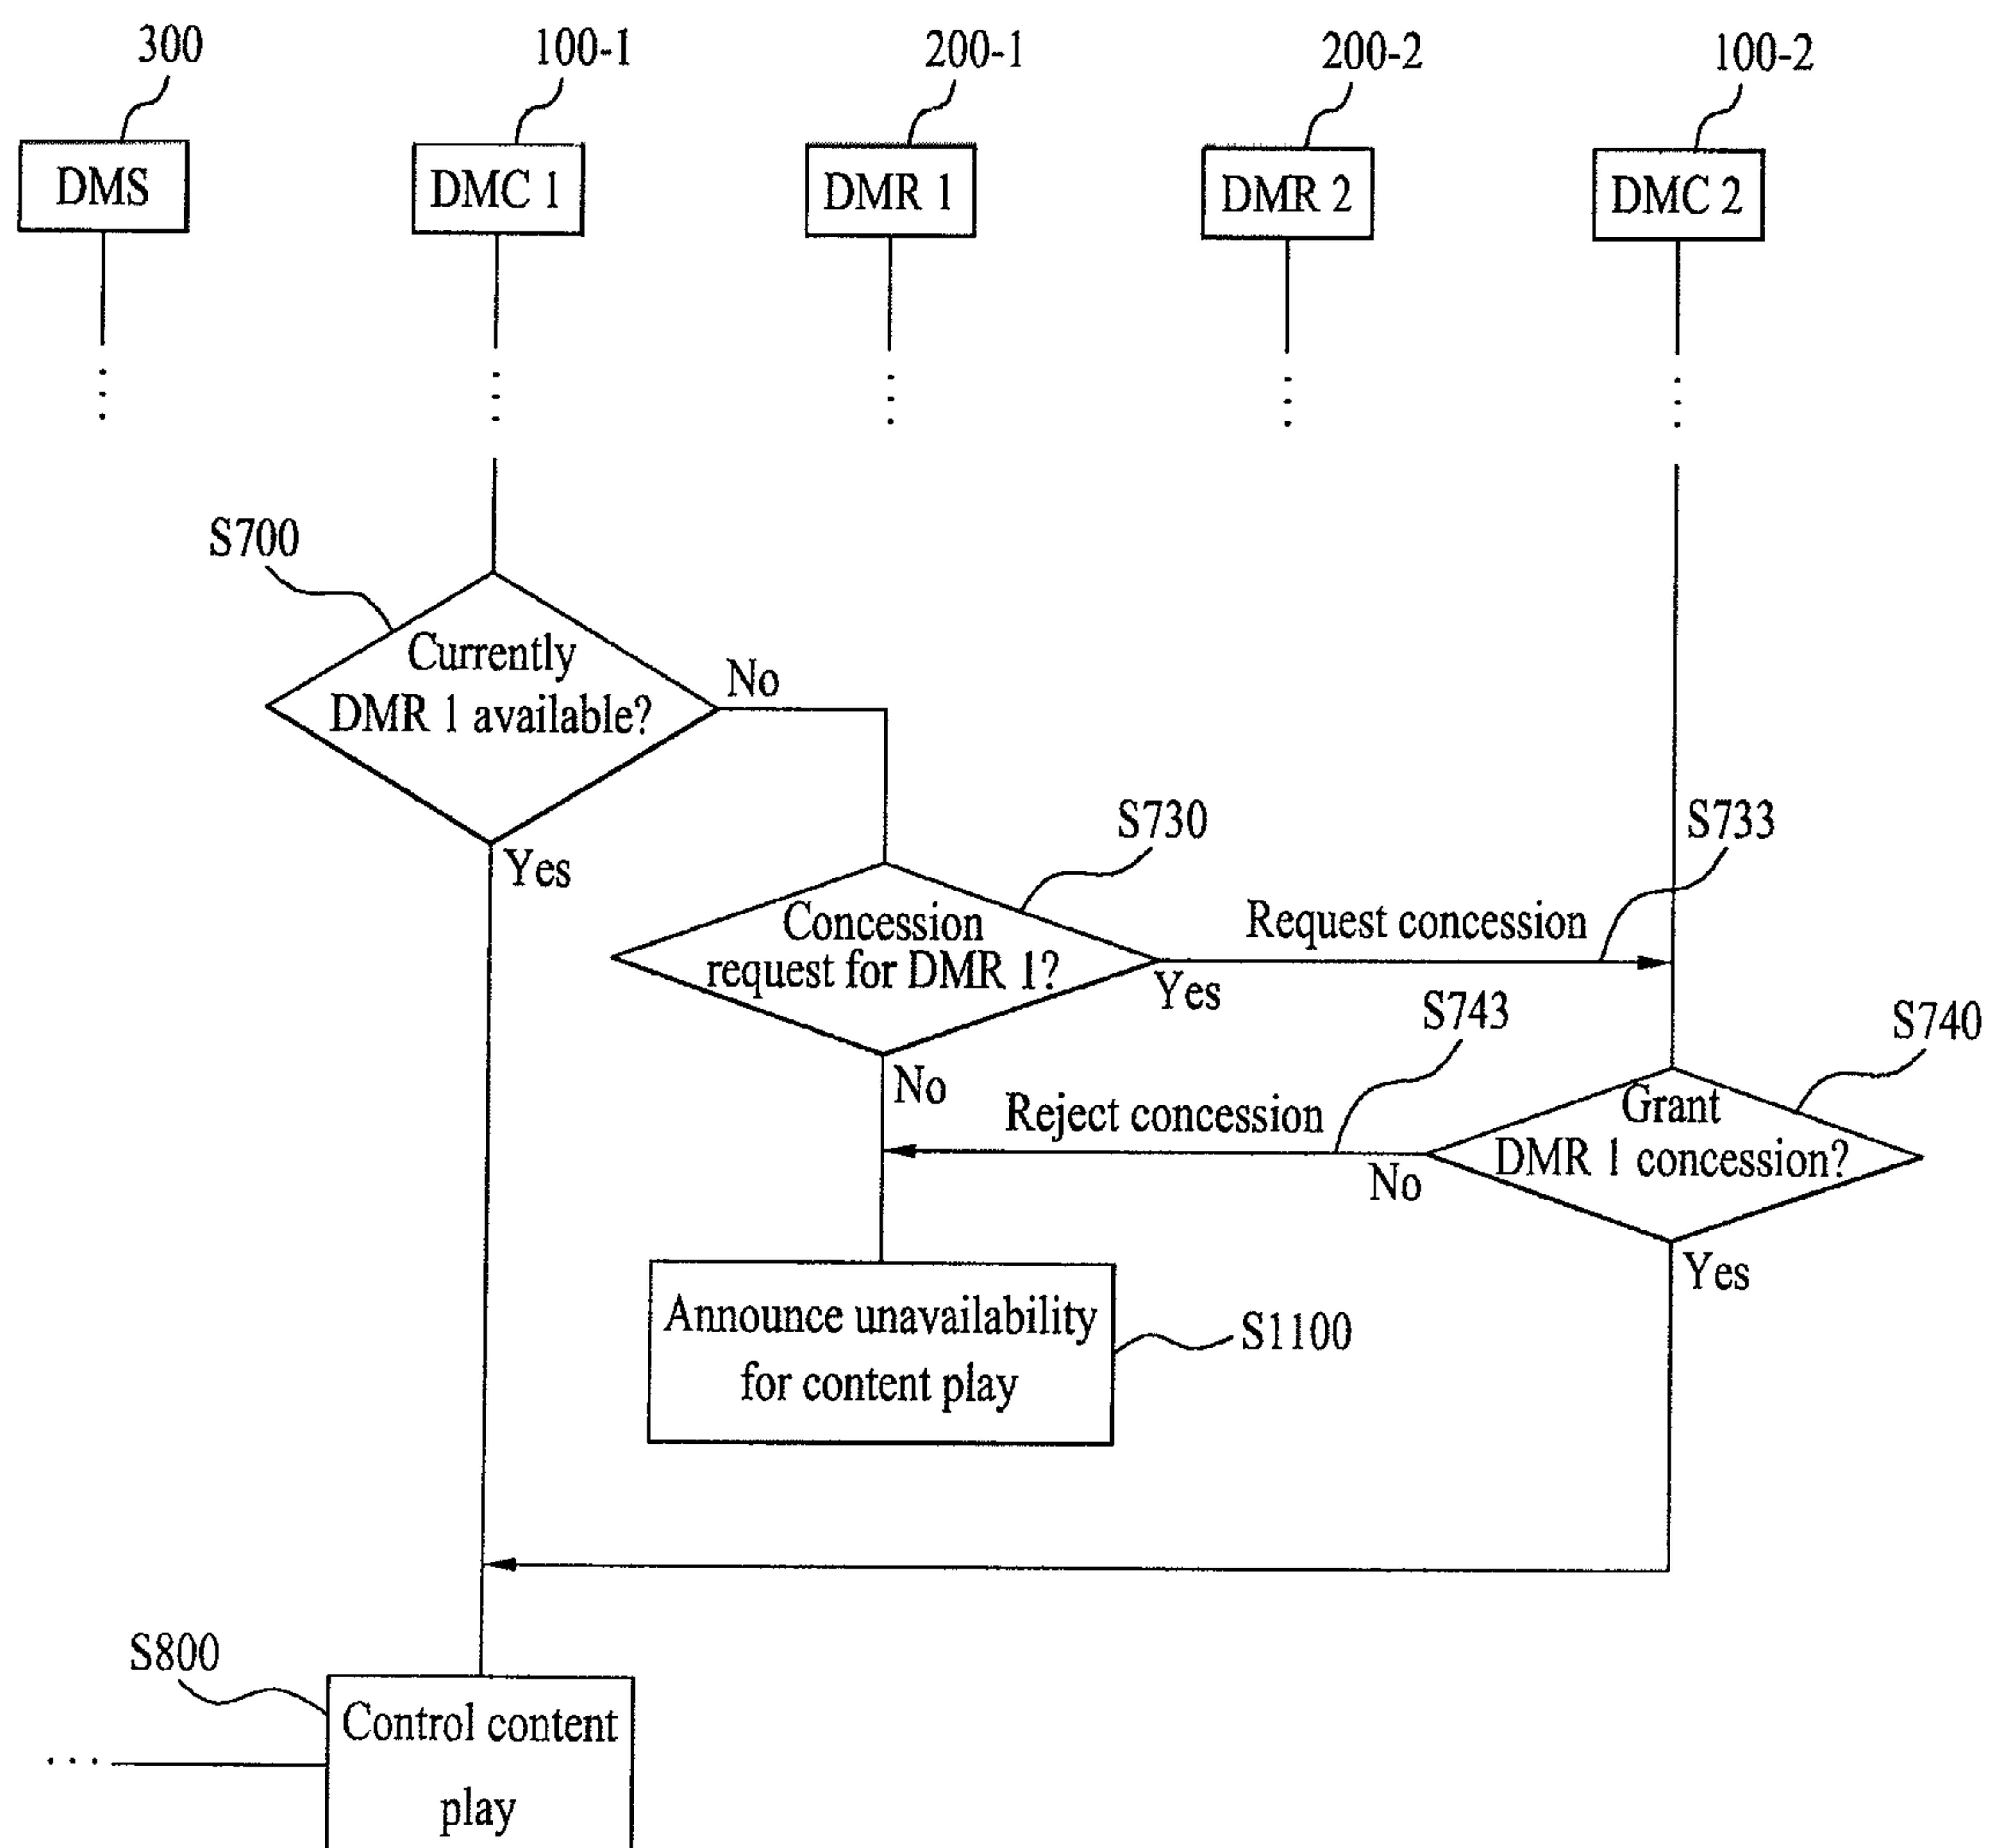 300
100-1
200-1
200-2
100-2
DMS
DMC 1
DMR 1
DMR 2
DMC 2
S700
Currently
DMR 1 available?
No
Yes
S730
S733
Concession
request for DMR 1?
Request concession
Yes
S743
S740
No
Reject concession
Grant
DMR 1 concession?
No
Yes
Announce unavailability
for content play
S1100
S800
Control content
play